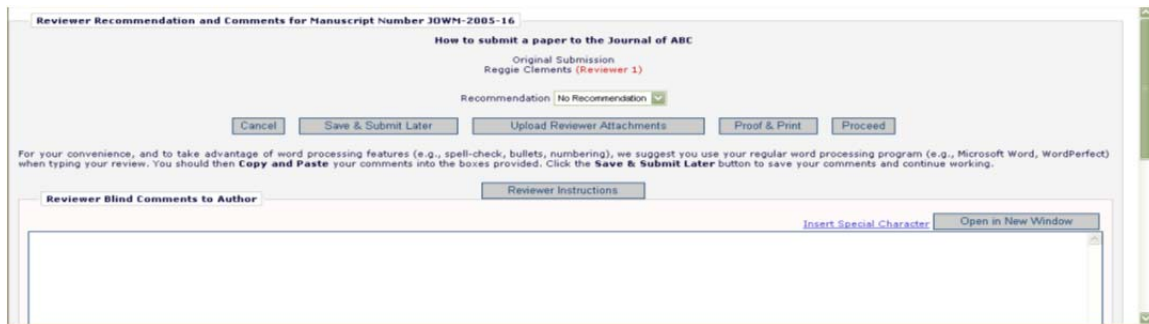 Reviewer Recommendation and Comments for Manuscript Number JOWM-2005-16
How to submit a paper to the Journal of ABC
Original Submission
Reggie Clements (Reviewer 1)
Recommendation No Recommendation
Cancel Save & Submit Later Upload Reviewer Attachments Proof & Print Proceed
For your convenience, and to take advantage of word processing features (e.g., spell-check, bullets, numbering), we suggest you use your regular word processing program (e.g., Microsoft Word, WordPerfect)
when typing your review. You should then Copy and Paste your comments into the boxes provided. Click the Save & Submit Later button to save your comments and continue working.
Reviewer Instructions
Reviewer Blind Comments to Author
Insert Special Character Open in New Window